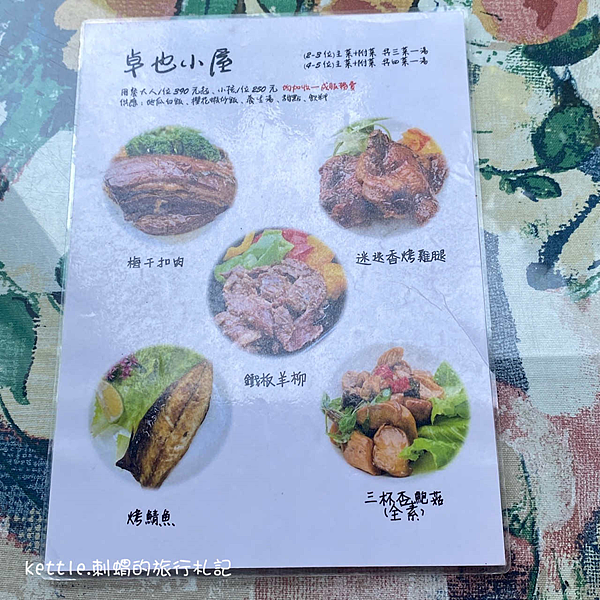 卓也小屋
(2-3位)主菜+附菜 共三菜一湯
(4-5位)主菜+附菜 共四菜一湯
用餐大人/位390元起、小孩/位250元 內加收一成服務費
供應:地瓜白飯、櫻花蝦炒飯、養生湯、甜點、飲料
梅干扣肉
迷迭香烤雞腿
鐵板羊柳
烤鯖魚
三杯杏鮑菇
(全素)
kettle.刺蝟的旅行札記